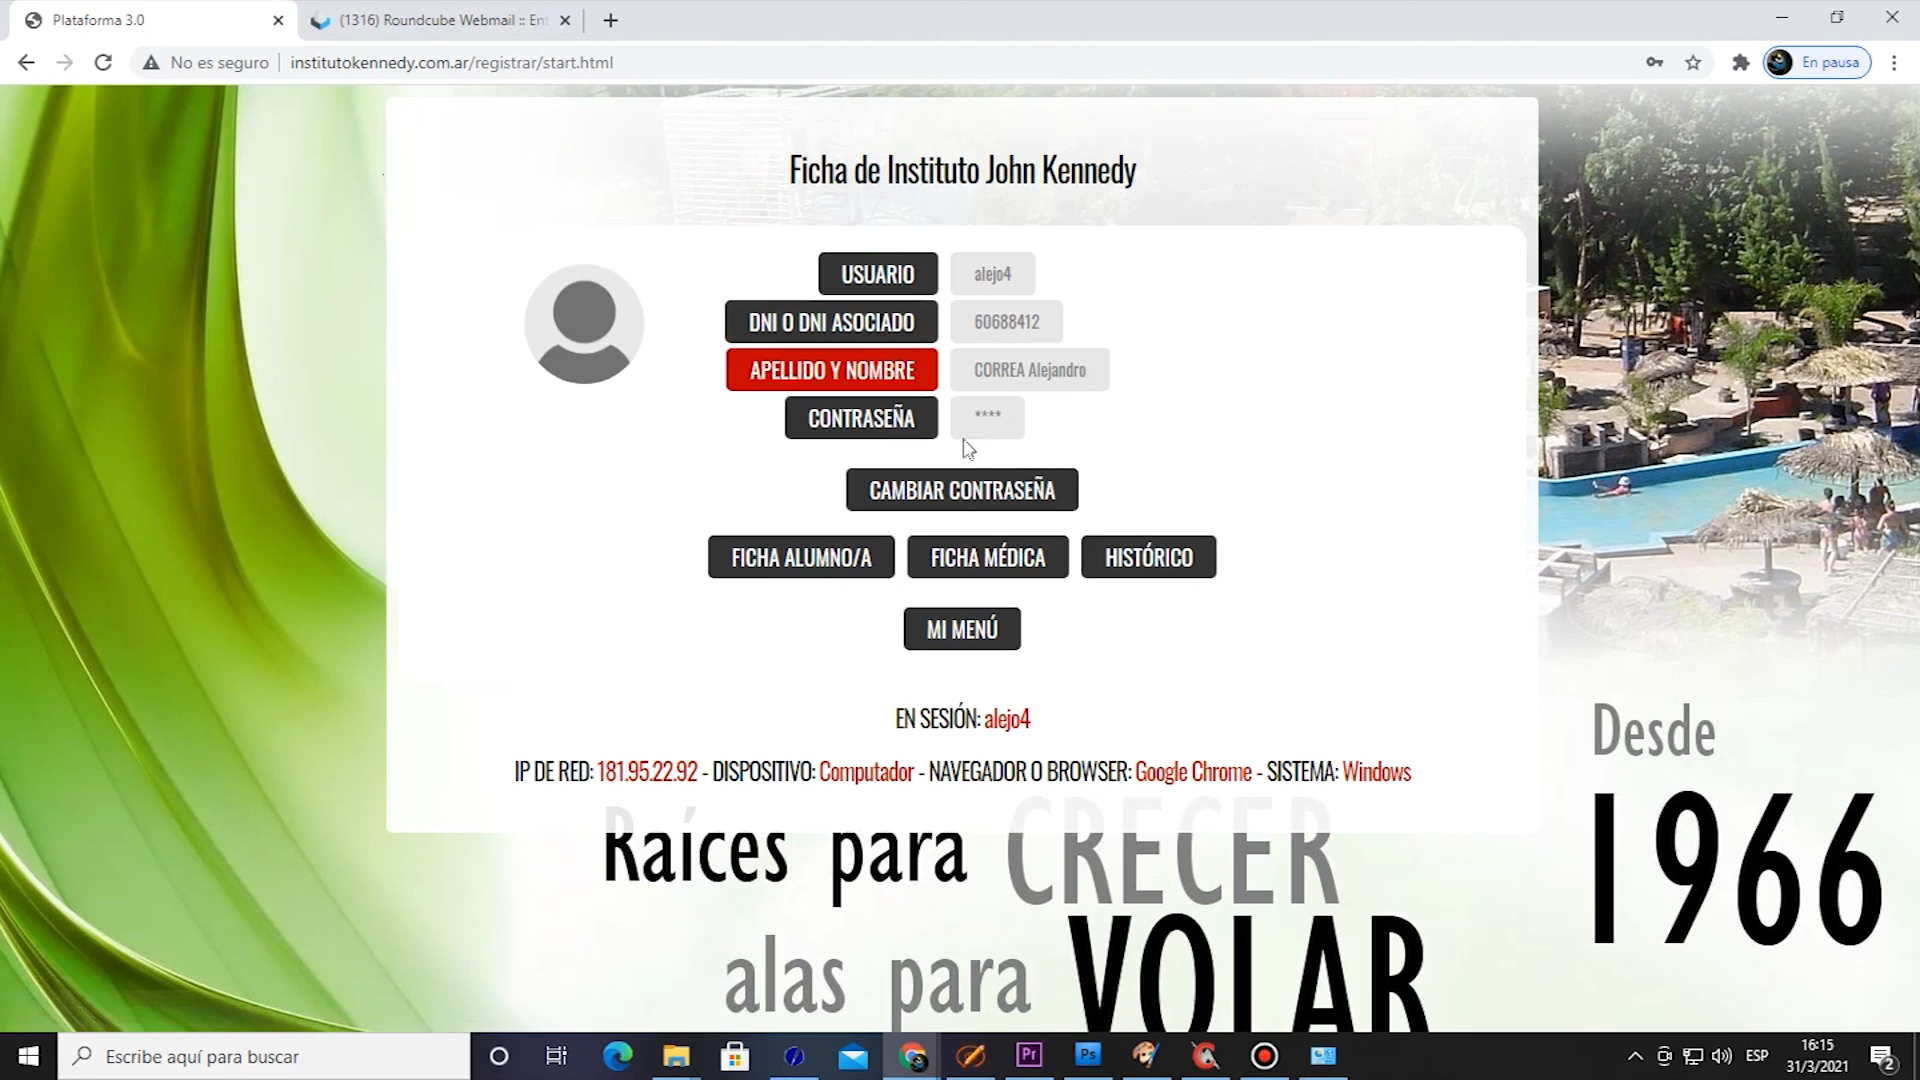 Plataforma 3.0
(1316) Roundcube Webmail :: Ent
No es seguro
institutokennedy.com.ar/registrar/start.html
En pausa
Ficha de Instituto John Kennedy
USUARIO
alejo4
DNI O DNI ASOCIADO
60688412
APELLIDO Y NOMBRE
CORREA Alejandro
CONTRASEÑA
****
CAMBIAR CONTRASEÑA
FICHA ALUMNO/A
FICHA MÉDICA
HISTÓRICO
MI MENÚ
EN SESIÓN: alejo4
IP DE RED: 181.95.22.92 - DISPOSITIVO: Computador - NAVEGADOR O BROWSER: Google Chrome - SISTEMA: Windows
Desde
1966
Raíces para CRECER
alas para VOLAR
Escribe aquí para buscar
Pr
Ps
ESP
16:15
31/3/2021
2